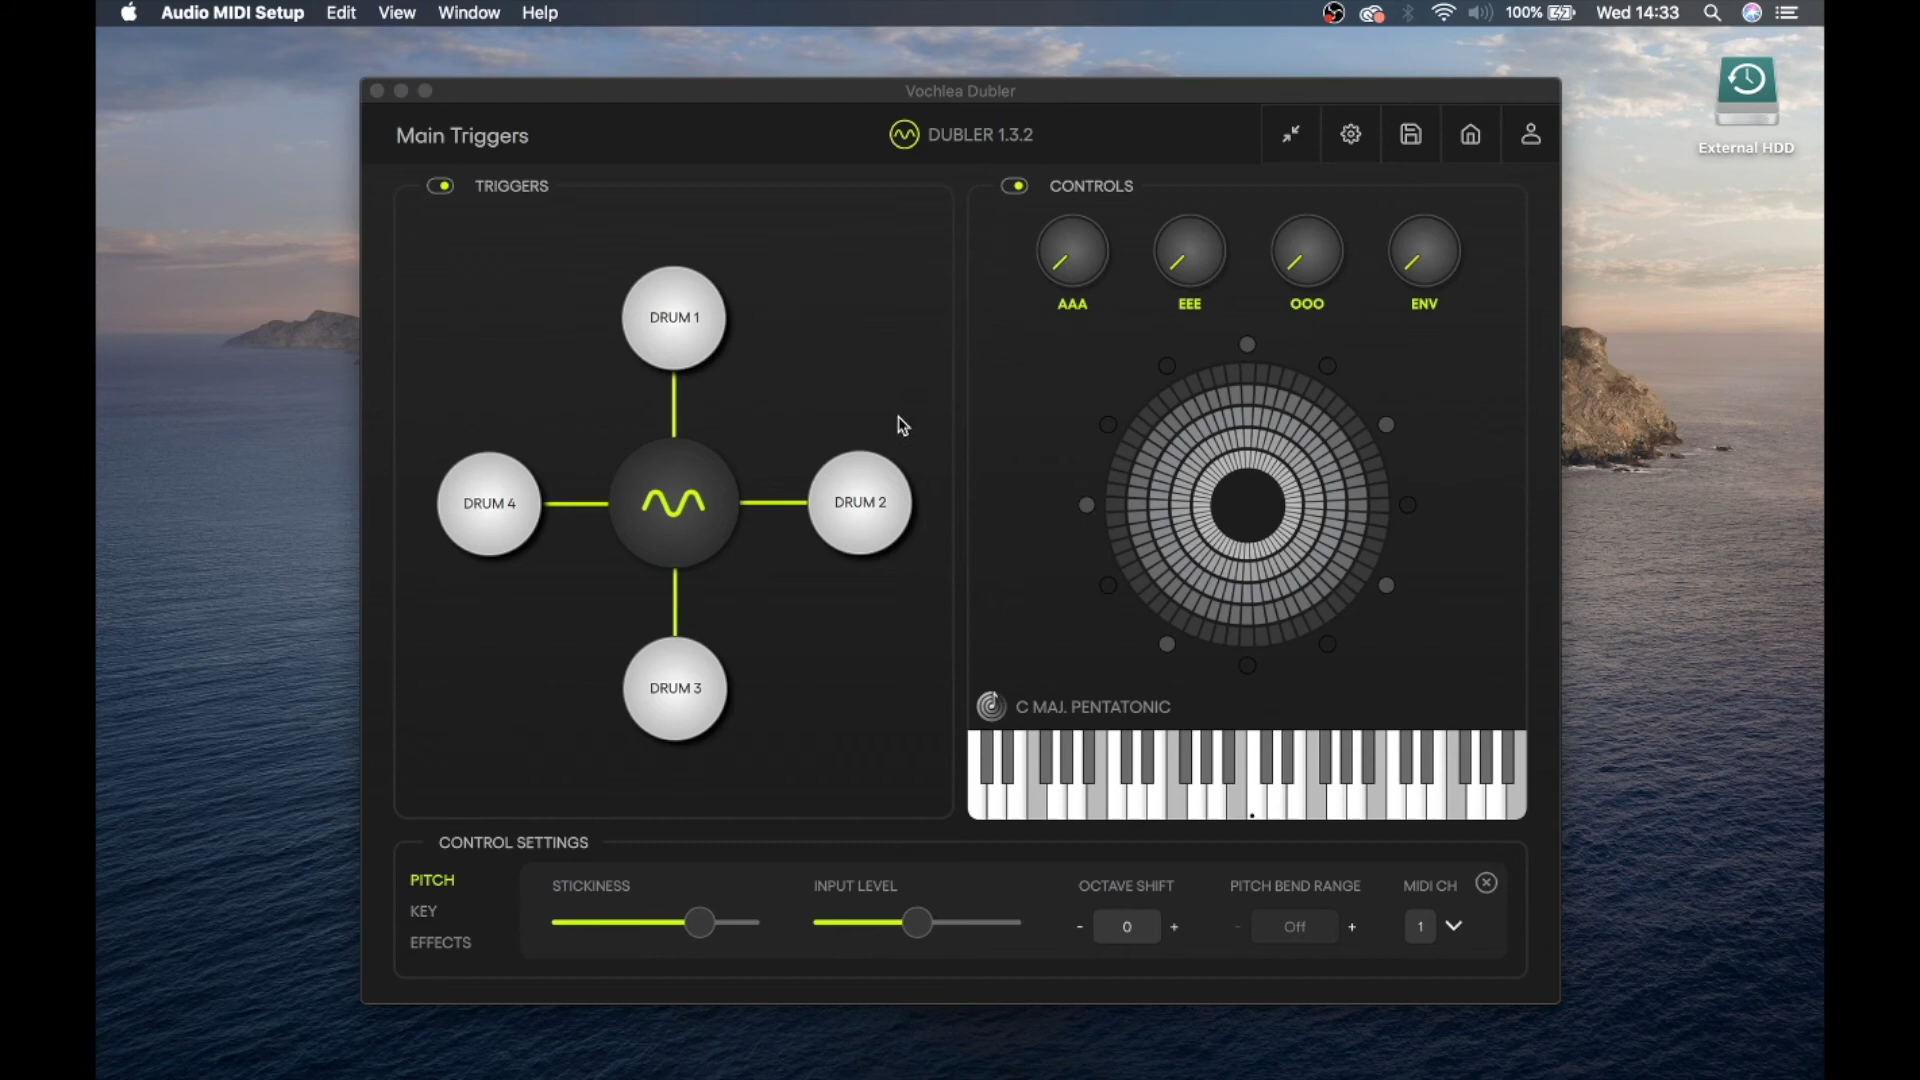 Audio MIDI Setup Edit View Window Help 100% Wed 14:33
External HDD
Vochlea Dubler
Main Triggers DUBLER 1.3.2
TRIGGERS CONTROLS
AAA EEE OOO ENV
DRUM 1
DRUM 4 DRUM 2
DRUM 3
C MAJ. PENTATONIC
CONTROL SETTINGS
PITCH STICKINESS INPUT LEVEL OCTAVE SHIFT PITCH BEND RANGE MIDI CH
KEY - 0 + - Off + 1
EFFECTS